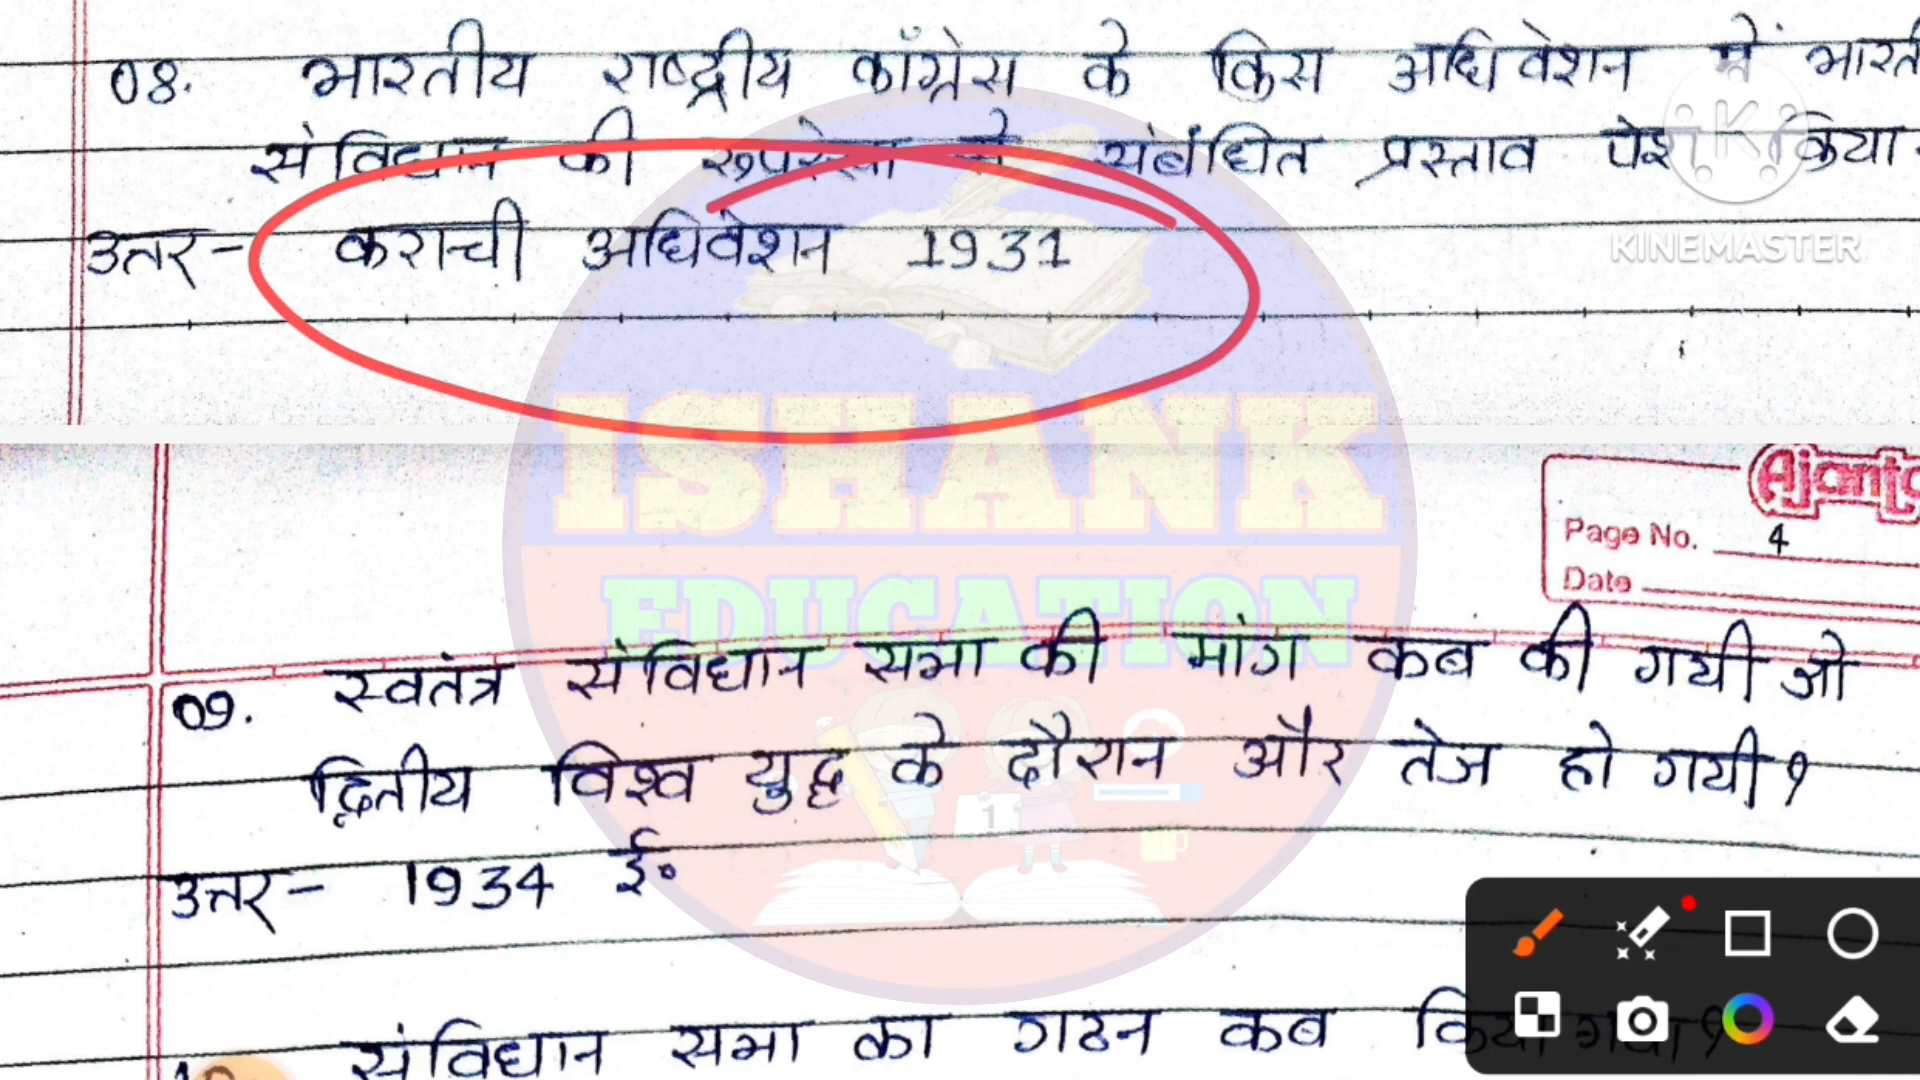 08. भारतीय राष्ट्रीय कॉग्रेस के किस अधिवेशन में
संविधान की रूपरेखा से संबंधित प्रस्ताव पेश किया
उत्तर- कराची अधिवेशन 1931
KINEMASTER
ISHANK
EDUCATION
Ajanta
Page No. 4
Date
09. स्वतंत्र संविधान सभा की मांग कब की गयी जो
द्वितीय विश्व युद्ध के दौरान और तेज हो गयी?
उत्तर- 1934 ई०
संविधान सभा का गठन कब किया गया?